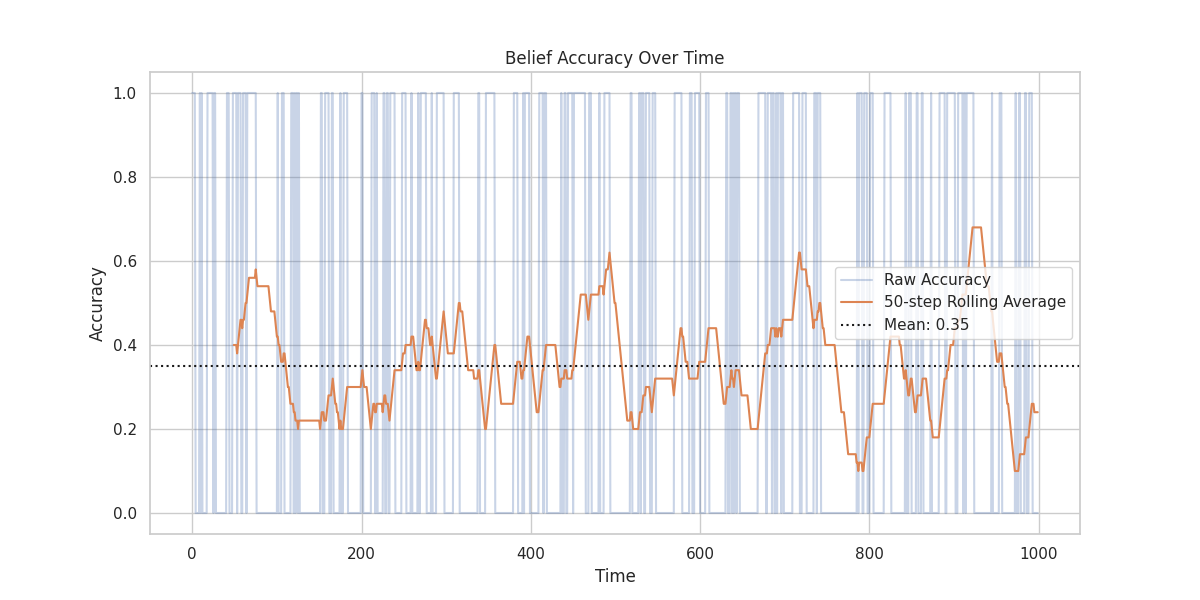 Belief Accuracy Over Time
Accuracy
1.0
0.8
0.6
0.4
0.2
0.0
Raw Accuracy
50-step Rolling Average
Mean: 0.35
0
200
400
600
800
1000
Time